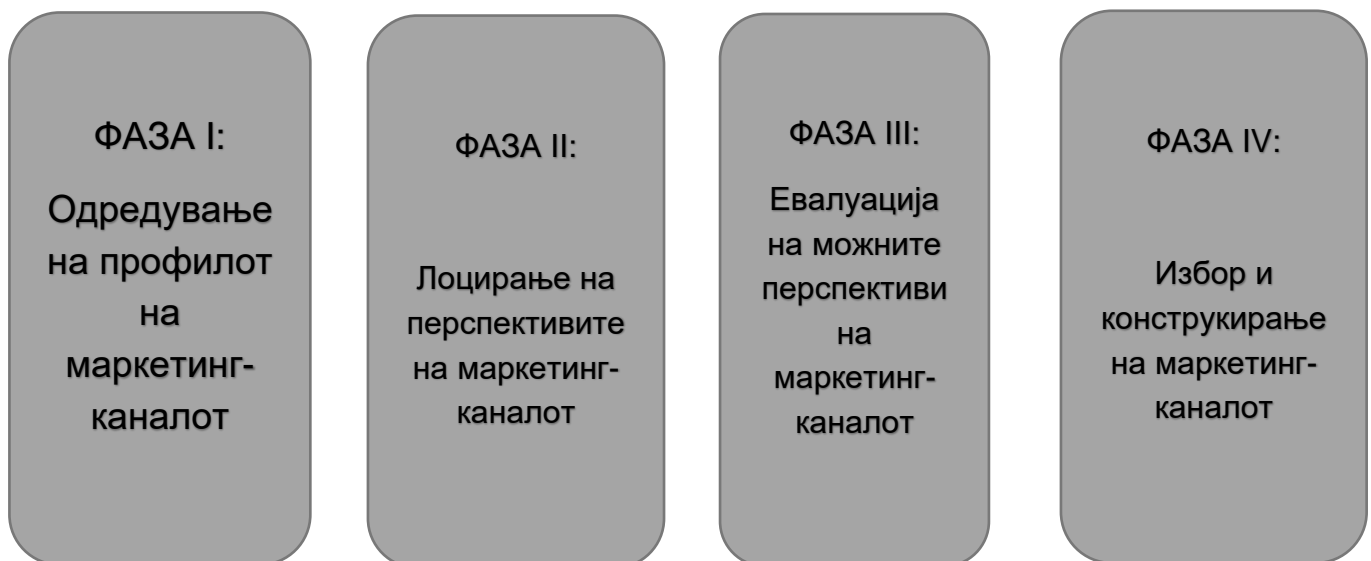 ФАЗА I:
Одредување
на профилот
на
маркетинг-
каналот
ФАЗА II:
Лоцирање на
перспективите
на маркетинг-
каналот
ФАЗА III:
Евалуација
на можните
перспективи
на
маркетинг-
каналот
ФАЗА IV:
Избор и
конструкирање
на маркетинг-
каналот